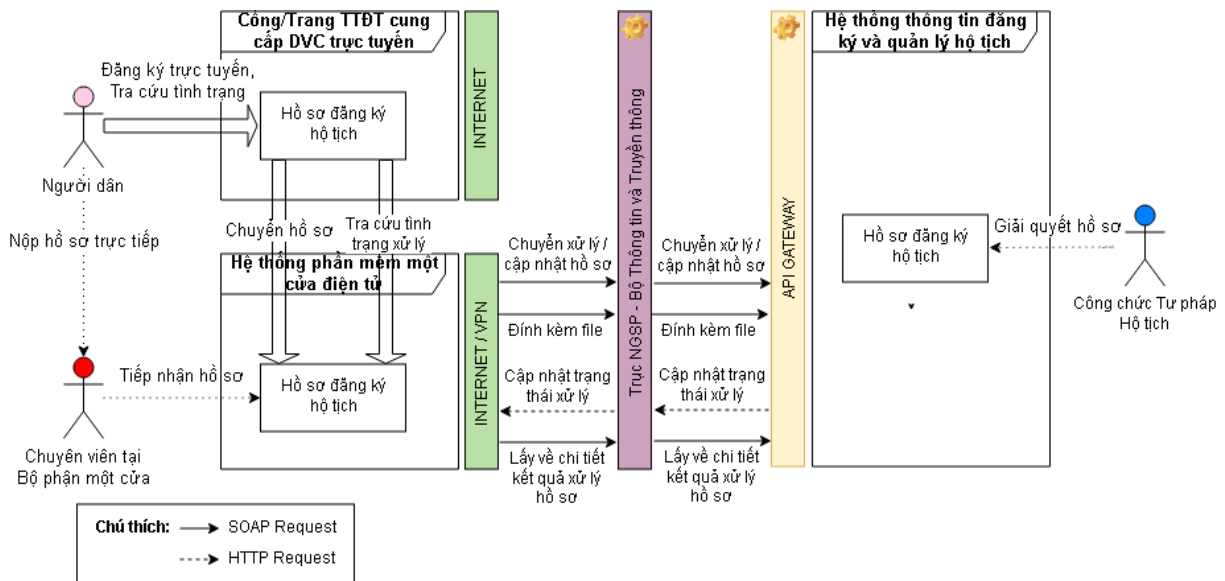 Cổng/Trang TTĐT cung
cấp DVC trực tuyến
Hệ thống thông tin đăng
ký và quản lý hộ tịch
Đăng ký trực tuyến,
Tra cứu tình trạng
Hồ sơ đăng ký
hộ tịch
INTERNET
Người dân
Nộp hồ sơ trực tiếp
Chuyển hồ sơ
Tra cứu tình
trạng xử lý
Hệ thống phần mềm một
cửa điện tử
Tiếp nhận hồ sơ
Hồ sơ đăng ký
hộ tịch
Chuyên viên tại
Bộ phận một cửa
INTERNET / VPN
Chuyển xử lý /
cập nhật hồ sơ
Đính kèm file
Cập nhật trạng
thái xử lý
Lấy về chi tiết
kết quả xử lý
hồ sơ
Trục NGSP - Bộ Thông tin và Truyền thông
Chuyển xử lý /
cập nhật hồ sơ
Đính kèm file
Cập nhật trạng
thái xử lý
Lấy về chi tiết
kết quả xử lý
hồ sơ
API GATEWAY
Hồ sơ đăng ký
hộ tịch
Giải quyết hồ sơ
Công chức Tư pháp
Hộ tịch
Chú thích:
SOAP Request
HTTP Request